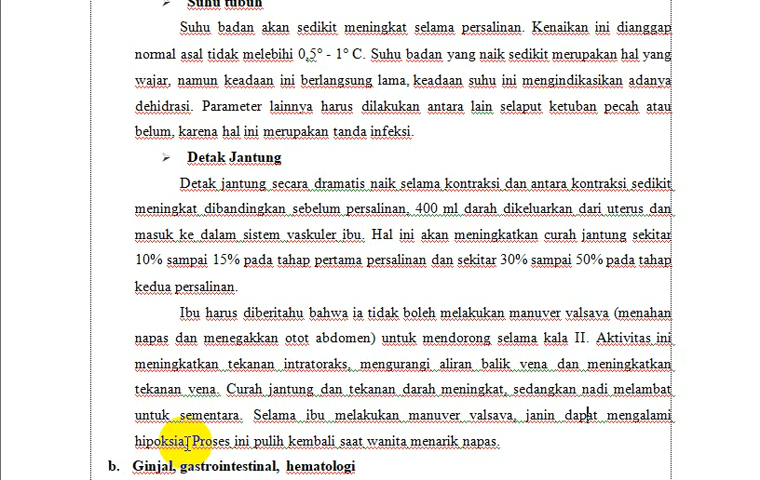 Suhu tubuh
Suhu badan akan sedikit meningkat selama persalinan. Kenaikan ini dianggap
normal asal tidak melebihi 0,5° - 1° C. Suhu badan yang naik sedikit merupakan hal yang
wajar, namun keadaan ini berlangsung lama, keadaan suhu ini mengindikasikan adanya
dehidrasi. Parameter lainnya harus dilakukan antara lain selaput ketuban pecah atau
belum, karena hal ini merupakan tanda infeksi.
➢ Detak Jantung
Detak jantung secara dramatis naik selama kontraksi dan antara kontraksi sedikit
meningkat dibandingkan sebelum persalinan, 400 ml darah dikeluarkan dari uterus dan
masuk ke dalam sistem vaskuler ibu. Hal ini akan meningkatkan curah jantung sekitar
10% sampai 15% pada tahap pertama persalinan dan sekitar 30% sampai 50% pada tahap
kedua persalinan.
Ibu harus diberitahu bahwa ia tidak boleh melakukan manuver valsava (menahan
napas dan menegakkan otot abdomen) untuk mendorong selama kala II. Aktivitas ini
meningkatkan tekanan intratoraks, mengurangi aliran balik vena dan meningkatkan
tekanan vena. Curah jantung dan tekanan darah meningkat, sedangkan nadi melambat
untuk sementara. Selama ibu melakukan manuver valsava, janin dapat mengalami
hipoksia. Proses ini pulih kembali saat wanita menarik napas.
b. Ginjal, gastrointestinal, hematologi